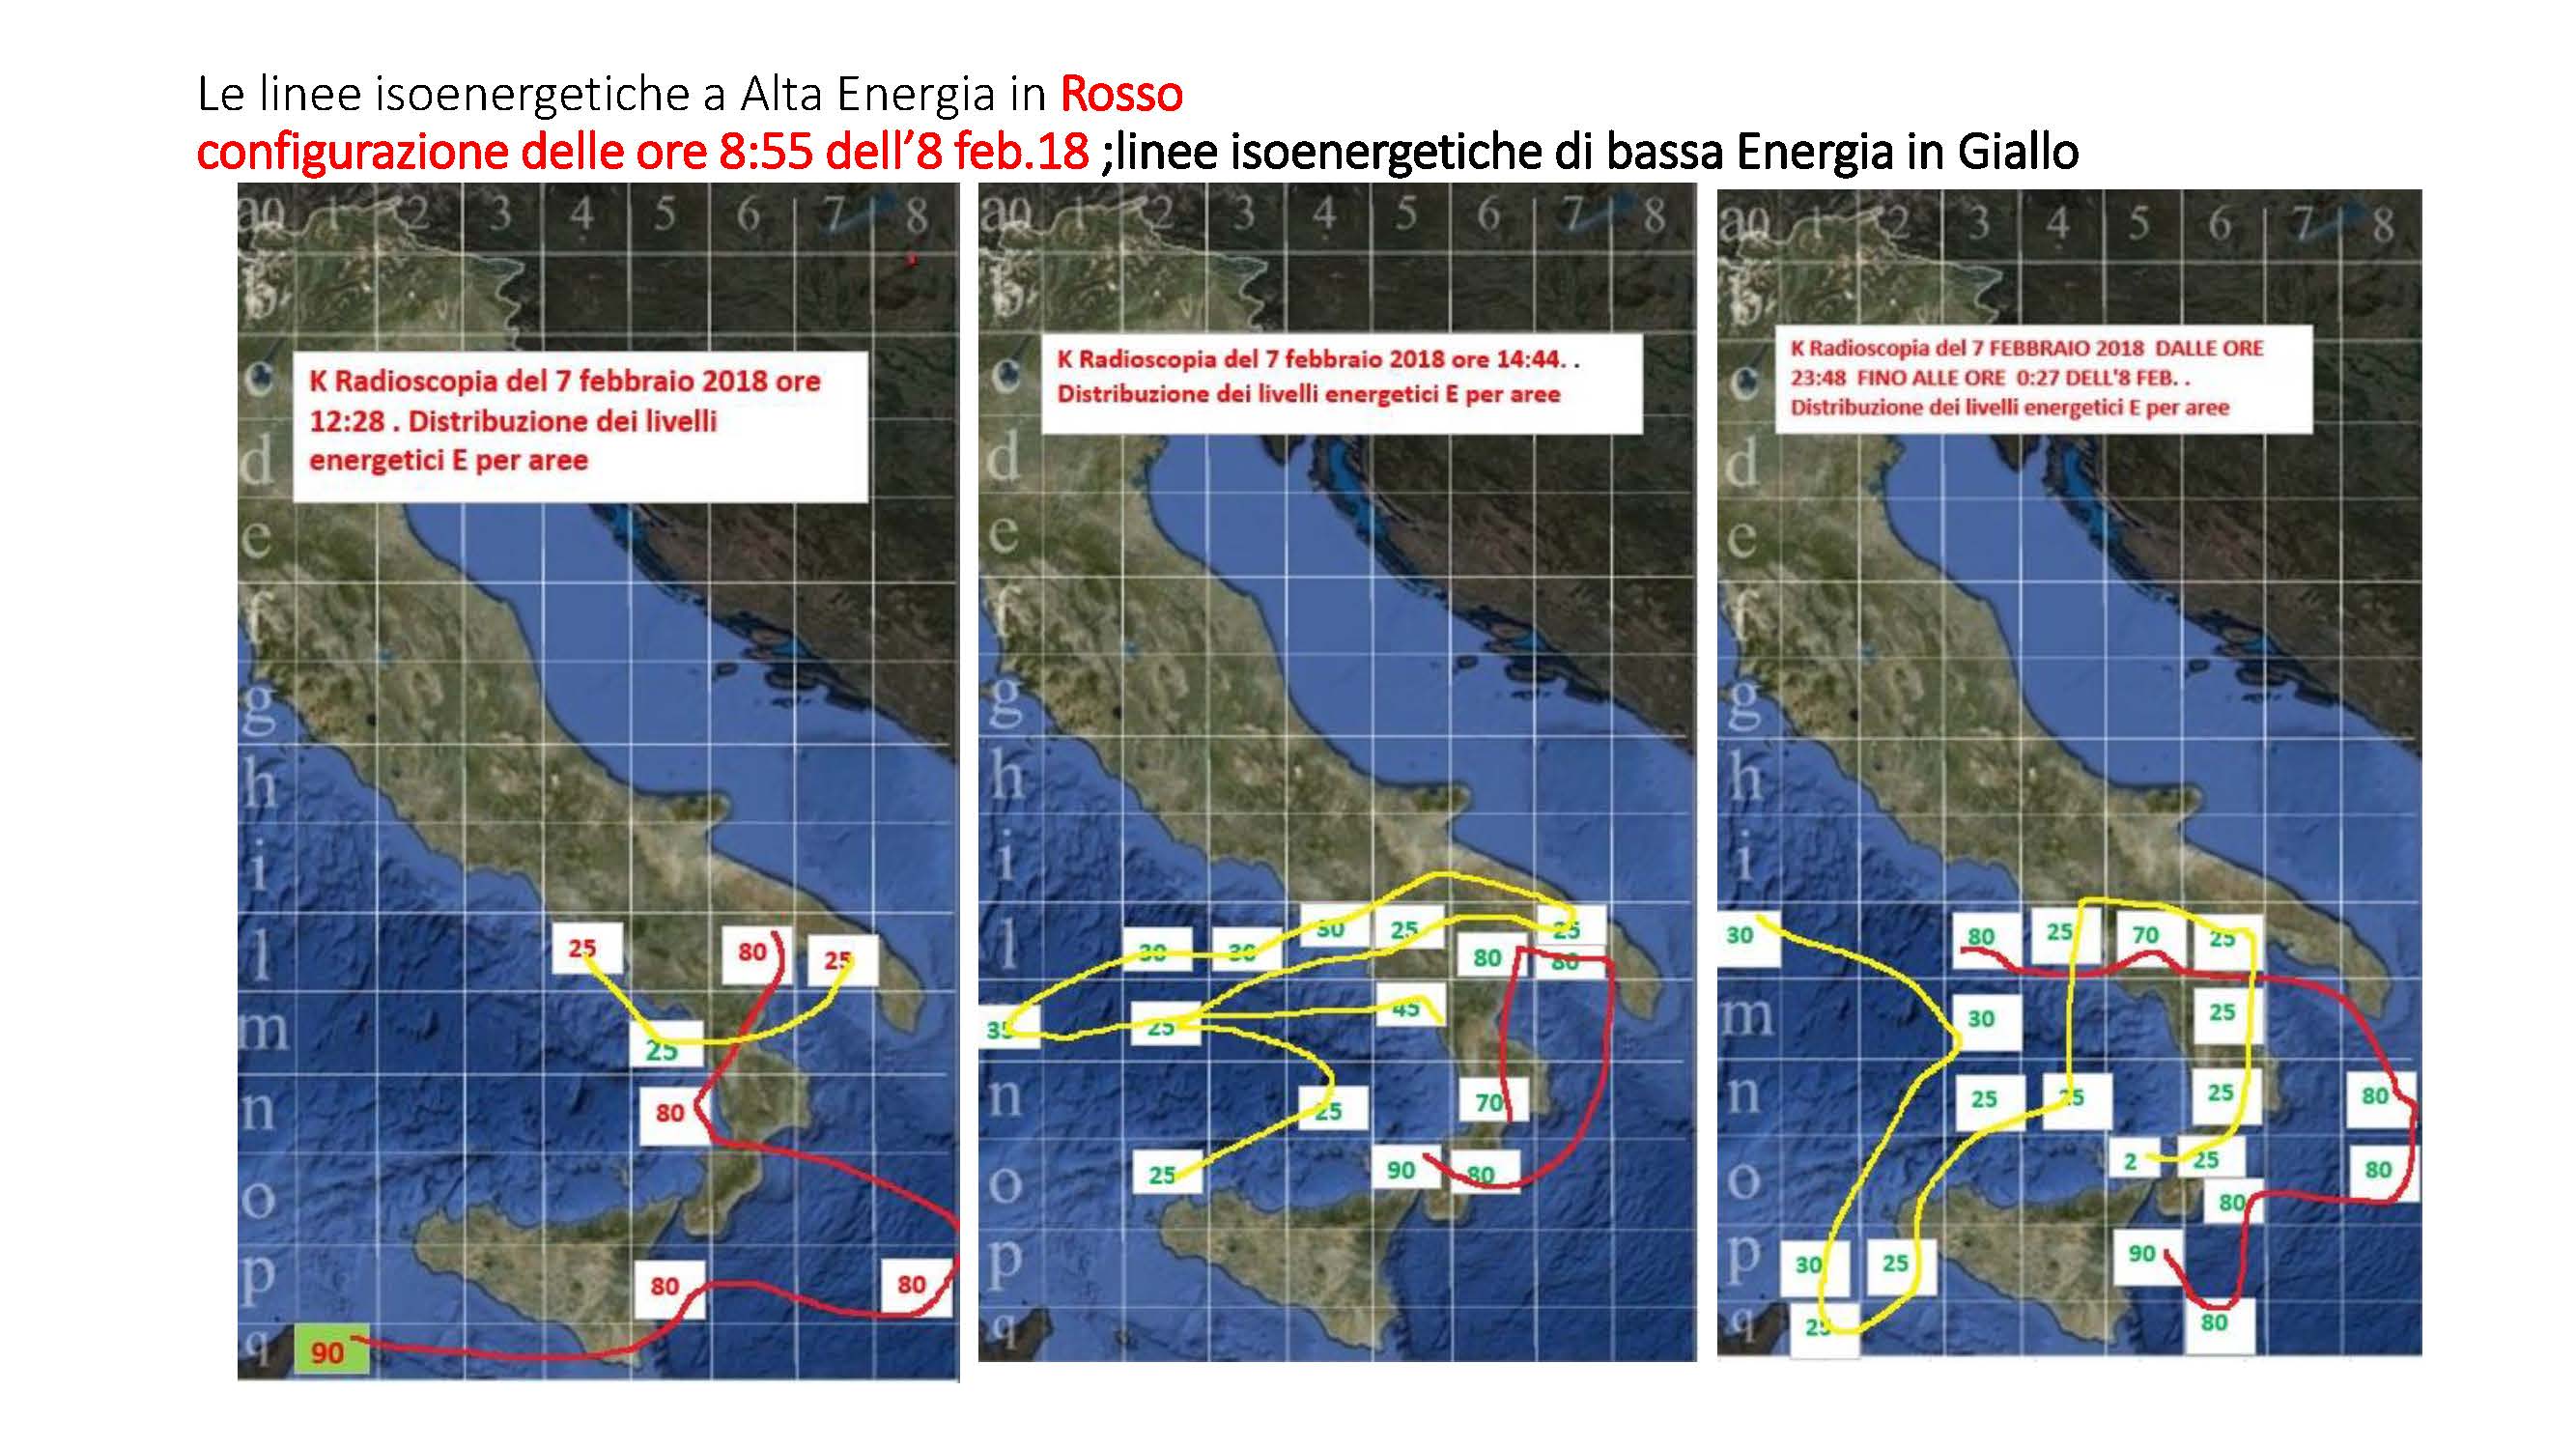 Le linee isoenergetiche a Alta Energia in Rosso
configurazione delle ore 8:55 dell’8 feb.18 ;linee isoenergetiche di bassa Energia in Giallo
a0 1 2 3 4 5 6 7 8
b
c
K Radioscopia del 7 febbraio 2018 ore
12:28 . Distribuzione dei livelli
energetici E per aree
d
e
f
g
h
i
l 25 80 25
m 25
n 80
o
p 80 80
q 90
a0 1 2 3 4 5 6 7 8
b
K Radioscopia del 7 febbraio 2018 ore 14:44. .
Distribuzione dei livelli energetici E per aree
c
d
e
f
g
h
i
l 30 30 30 25 25
80 80
m 35 25 45
n 25 70
o 25 90 80
p
q
a0 1 2 3 4 5 6 7 8
b
K Radioscopia del 7 FEBBRAIO 2018 DALLE ORE
23:48 FINO ALLE ORE 0:27 DELL'8 FEB. .
Distribuzione dei livelli energetici E per aree
c
d
e
f
g
h
i
l 30 80 25 70 25
m 30 25
n 25 25 25 80
o 2 25 80
80
p 30 25 90
q 25 80